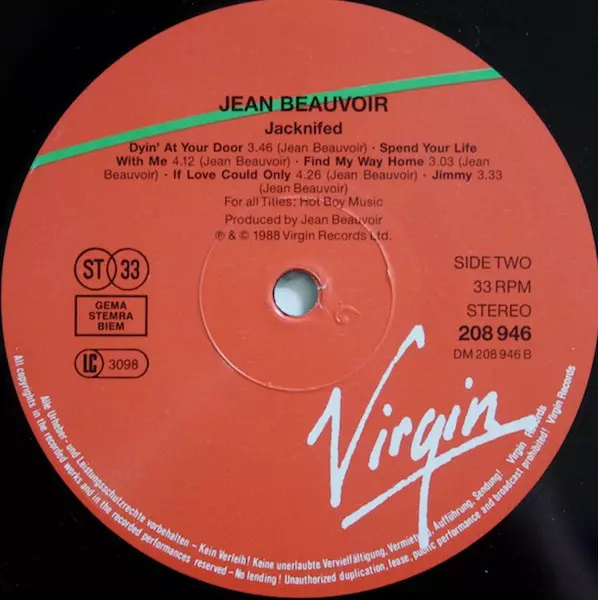 JEAN BEAUVOIR
Jacknifed
Dyin' At Your Door 3.46 (Jean Beauvoir) · Spend Your Life
With Me 4.12 (Jean Beauvoir) · Find My Way Home 3.03 (Jean
Beauvoir) · If Love Could Only 4.26 (Jean Beauvoir) · Jimmy 3.33
(Jean Beauvoir)
For all Titles: Hot Boy Music
Produced by Jean Beauvoir
℗ & © 1988 Virgin Records Ltd.
ST 33
GEMA
STEMRA
BIEM
LC 3098
SIDE TWO
33 RPM
STEREO
208 946
DM 208 946 B
Virgin
Alle Urheber- und Leistungsschutzrechte vorbehalten – Kein Verleih! Keine unerlaubte Vervielfältigung, Vermietung, Aufführung, Sendung! Virgin Records
All copyrights in the recorded works and in the recorded performances reserved – No lending! Unauthorized duplication, lease, public performance and broadcast prohibited! Virgin Records